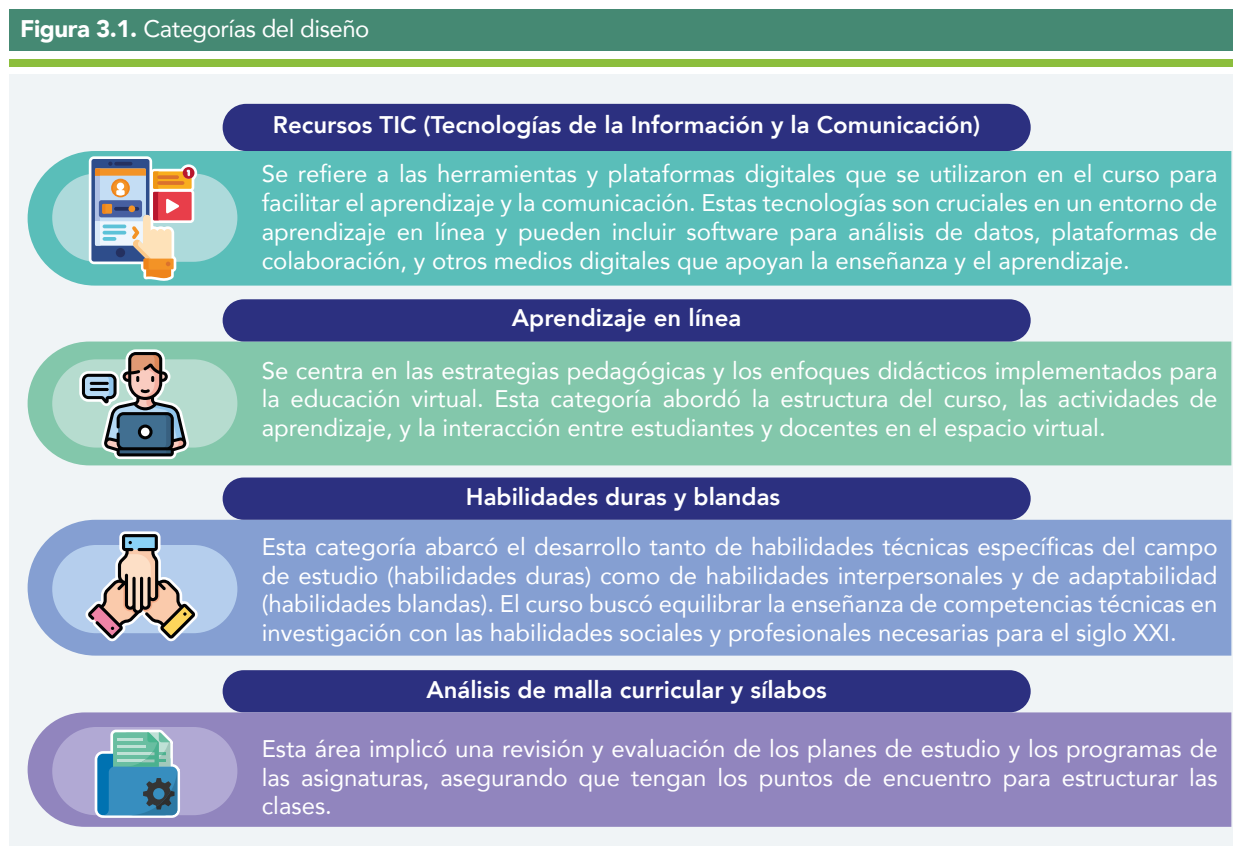 Figura 3.1. Categorías del diseño
Recursos TIC (Tecnologías de la Información y la Comunicación)
1
Se refiere a las herramientas y plataformas digitales que se utilizaron en el curso para
facilitar el aprendizaje y la comunicación. Estas tecnologías son cruciales en un entorno de
aprendizaje en línea y pueden incluir software para análisis de datos, plataformas de
colaboración, y otros medios digitales que apoyan la enseñanza y el aprendizaje.
Aprendizaje en línea
Se centra en las estrategias pedagógicas y los enfoques didácticos implementados para
la educación virtual. Esta categoría abordó la estructura del curso, las actividades de
aprendizaje, y la interacción entre estudiantes y docentes en el espacio virtual.
Habilidades duras y blandas
Esta categoría abarcó el desarrollo tanto de habilidades técnicas específicas del campo
de estudio (habilidades duras) como de habilidades interpersonales y de adaptabilidad
(habilidades blandas). El curso buscó equilibrar la enseñanza de competencias técnicas en
investigación con las habilidades sociales y profesionales necesarias para el siglo XXI.
Análisis de malla curricular y sílabos
Esta área implicó una revisión y evaluación de los planes de estudio y los programas de
las asignaturas, asegurando que tengan los puntos de encuentro para estructurar las
clases.